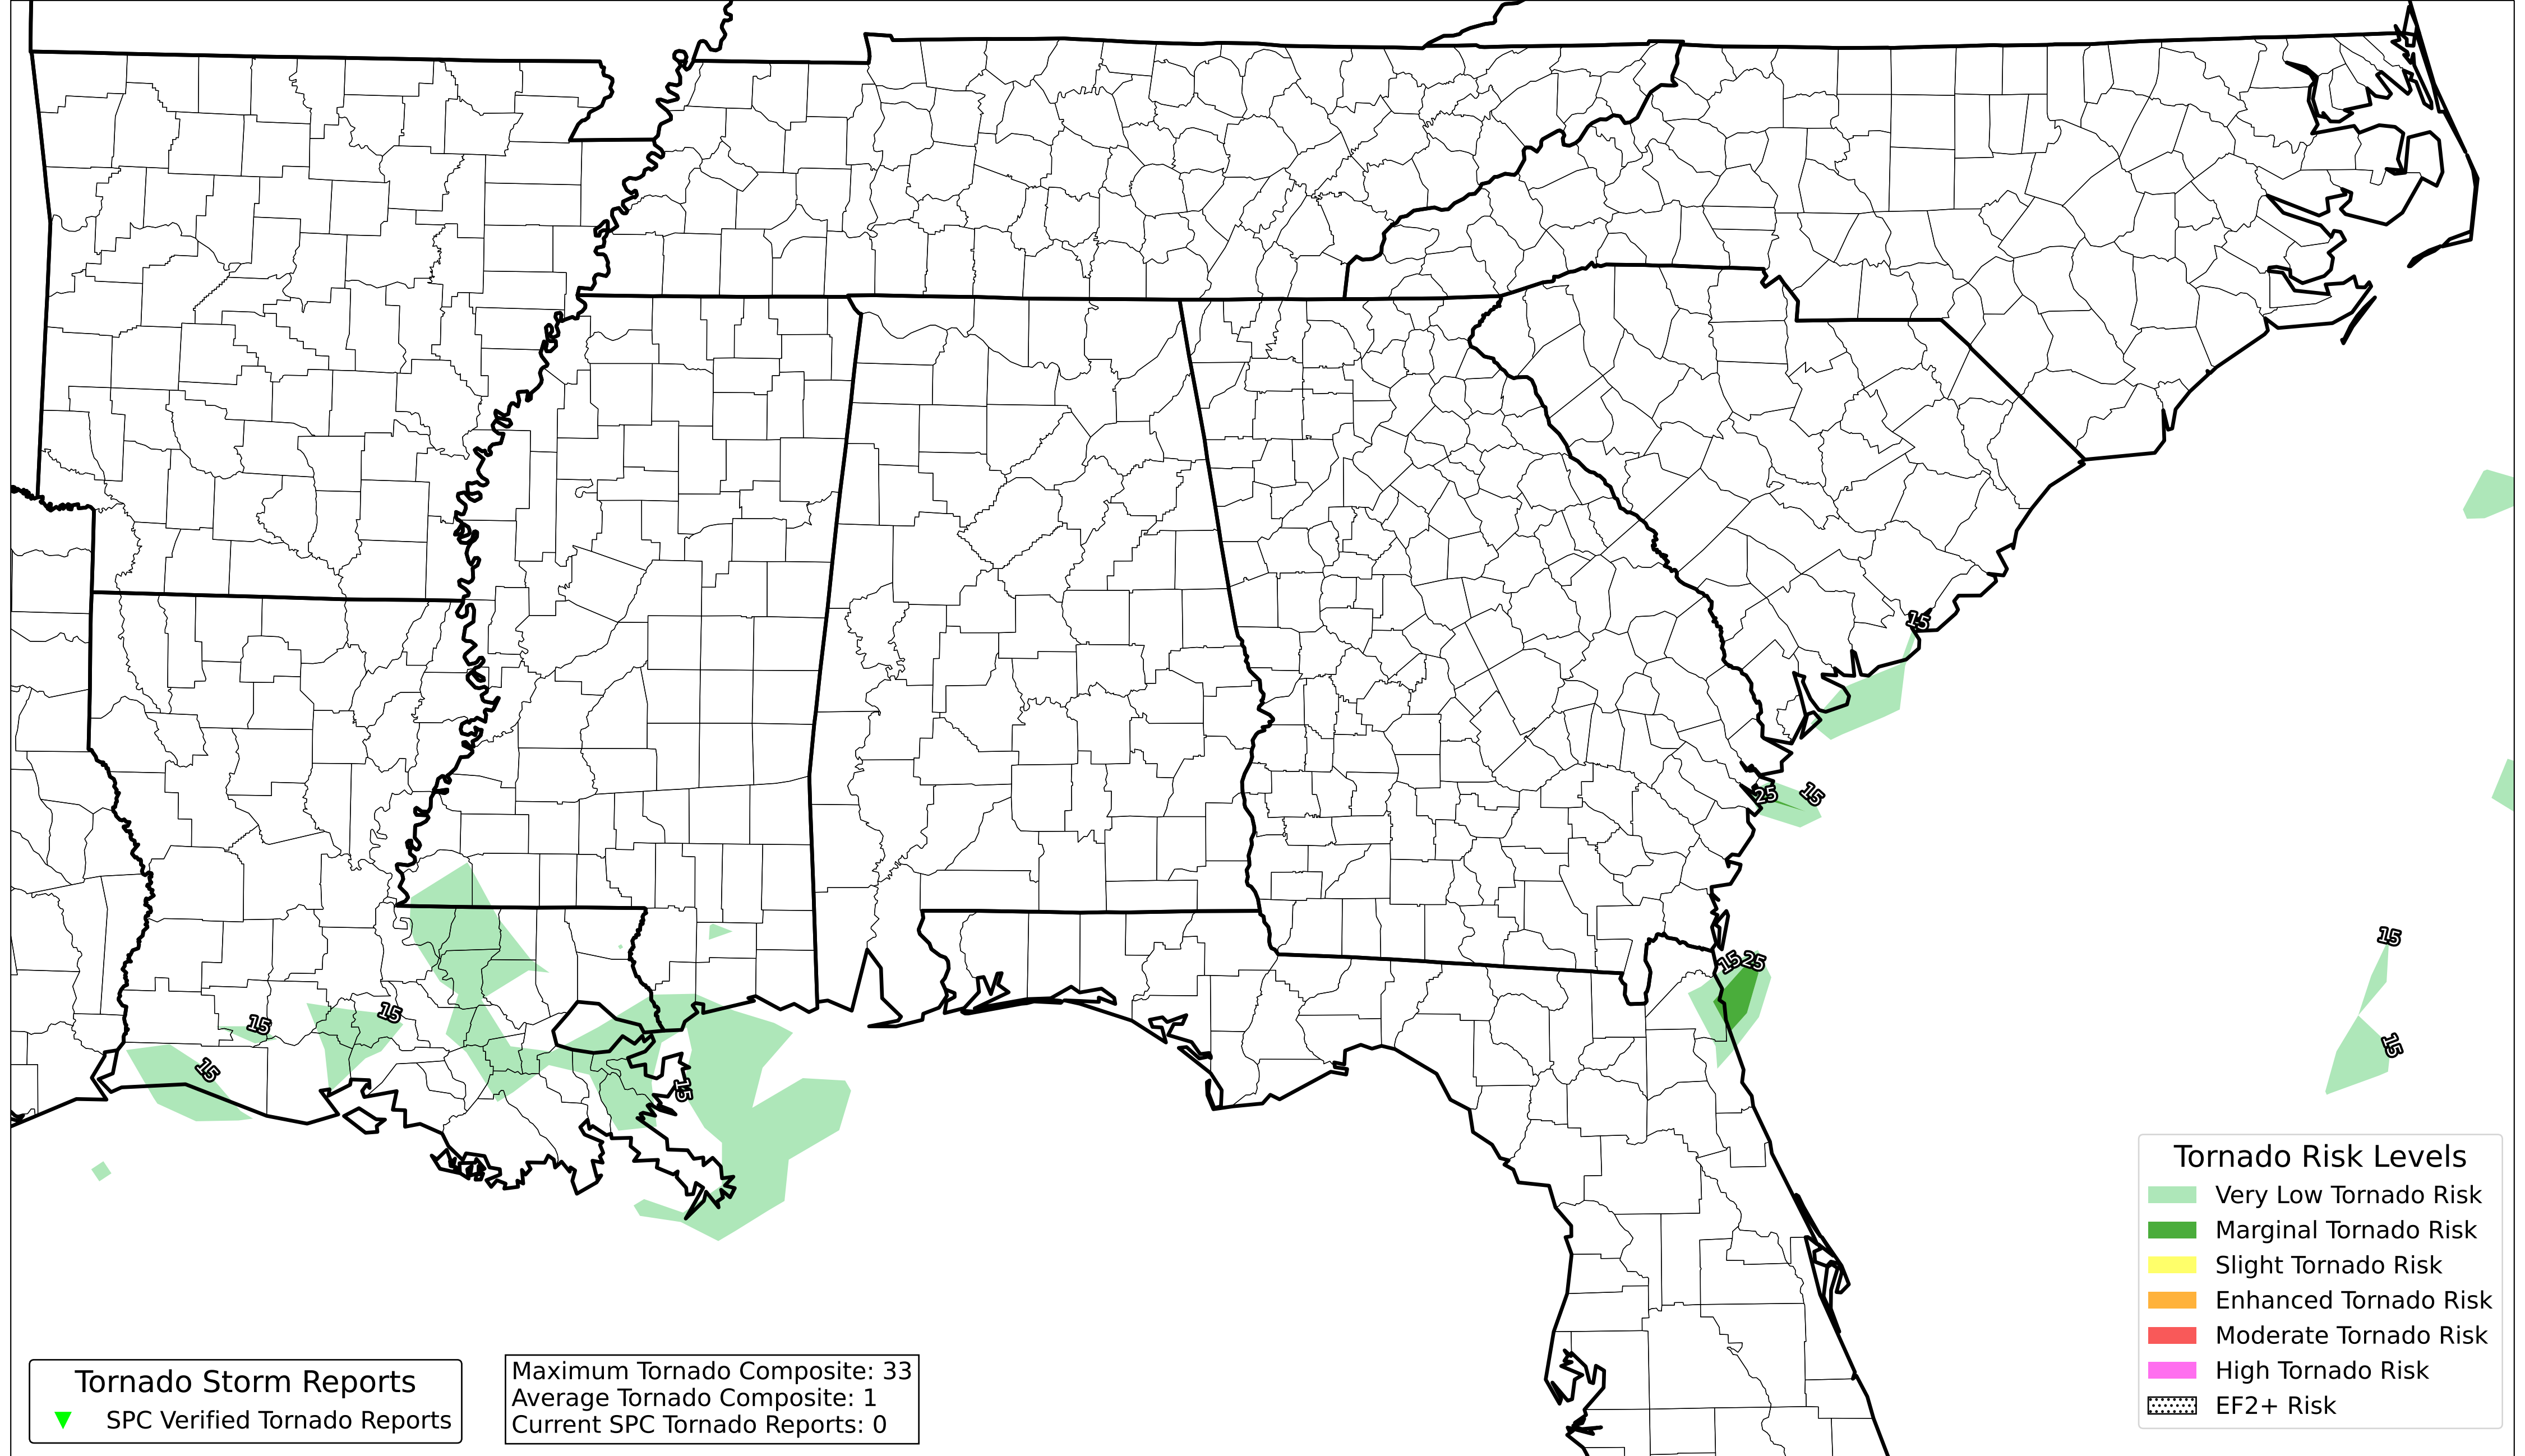 15
25
15
15
25
15
15
15
15
15
15
Tornado Risk Levels
Very Low Tornado Risk
Marginal Tornado Risk
Slight Tornado Risk
Enhanced Tornado Risk
Moderate Tornado Risk
High Tornado Risk
EF2+ Risk
Tornado Storm Reports
SPC Verified Tornado Reports
Maximum Tornado Composite: 33
Average Tornado Composite: 1
Current SPC Tornado Reports: 0